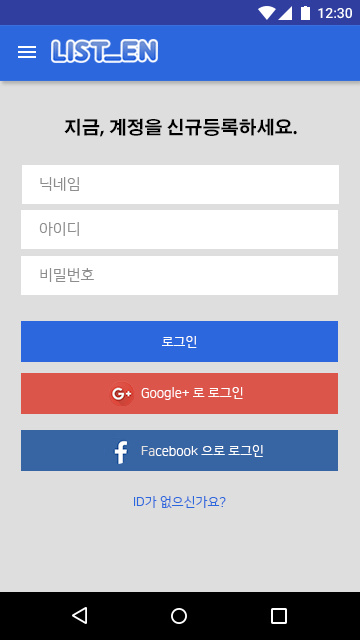 12:30
LIST_EN
지금, 계정을 신규등록하세요.
닉네임
아이디
비밀번호
로그인
G+ Google+ 로 로그인
f Facebook 으로 로그인
ID가 없으신가요?